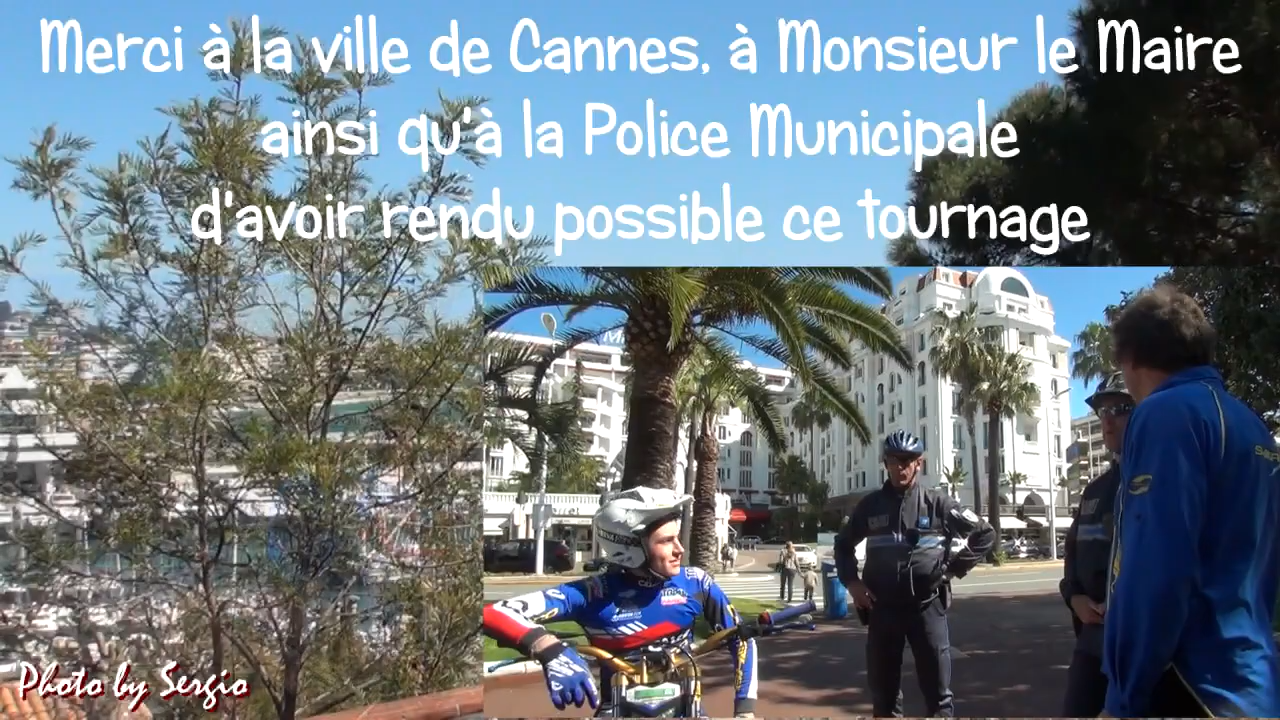 Merci à la ville de Cannes, à Monsieur le Maire
ainsi qu'à la Police Municipale
d'avoir rendu possible ce tournage
Photo by Sergio